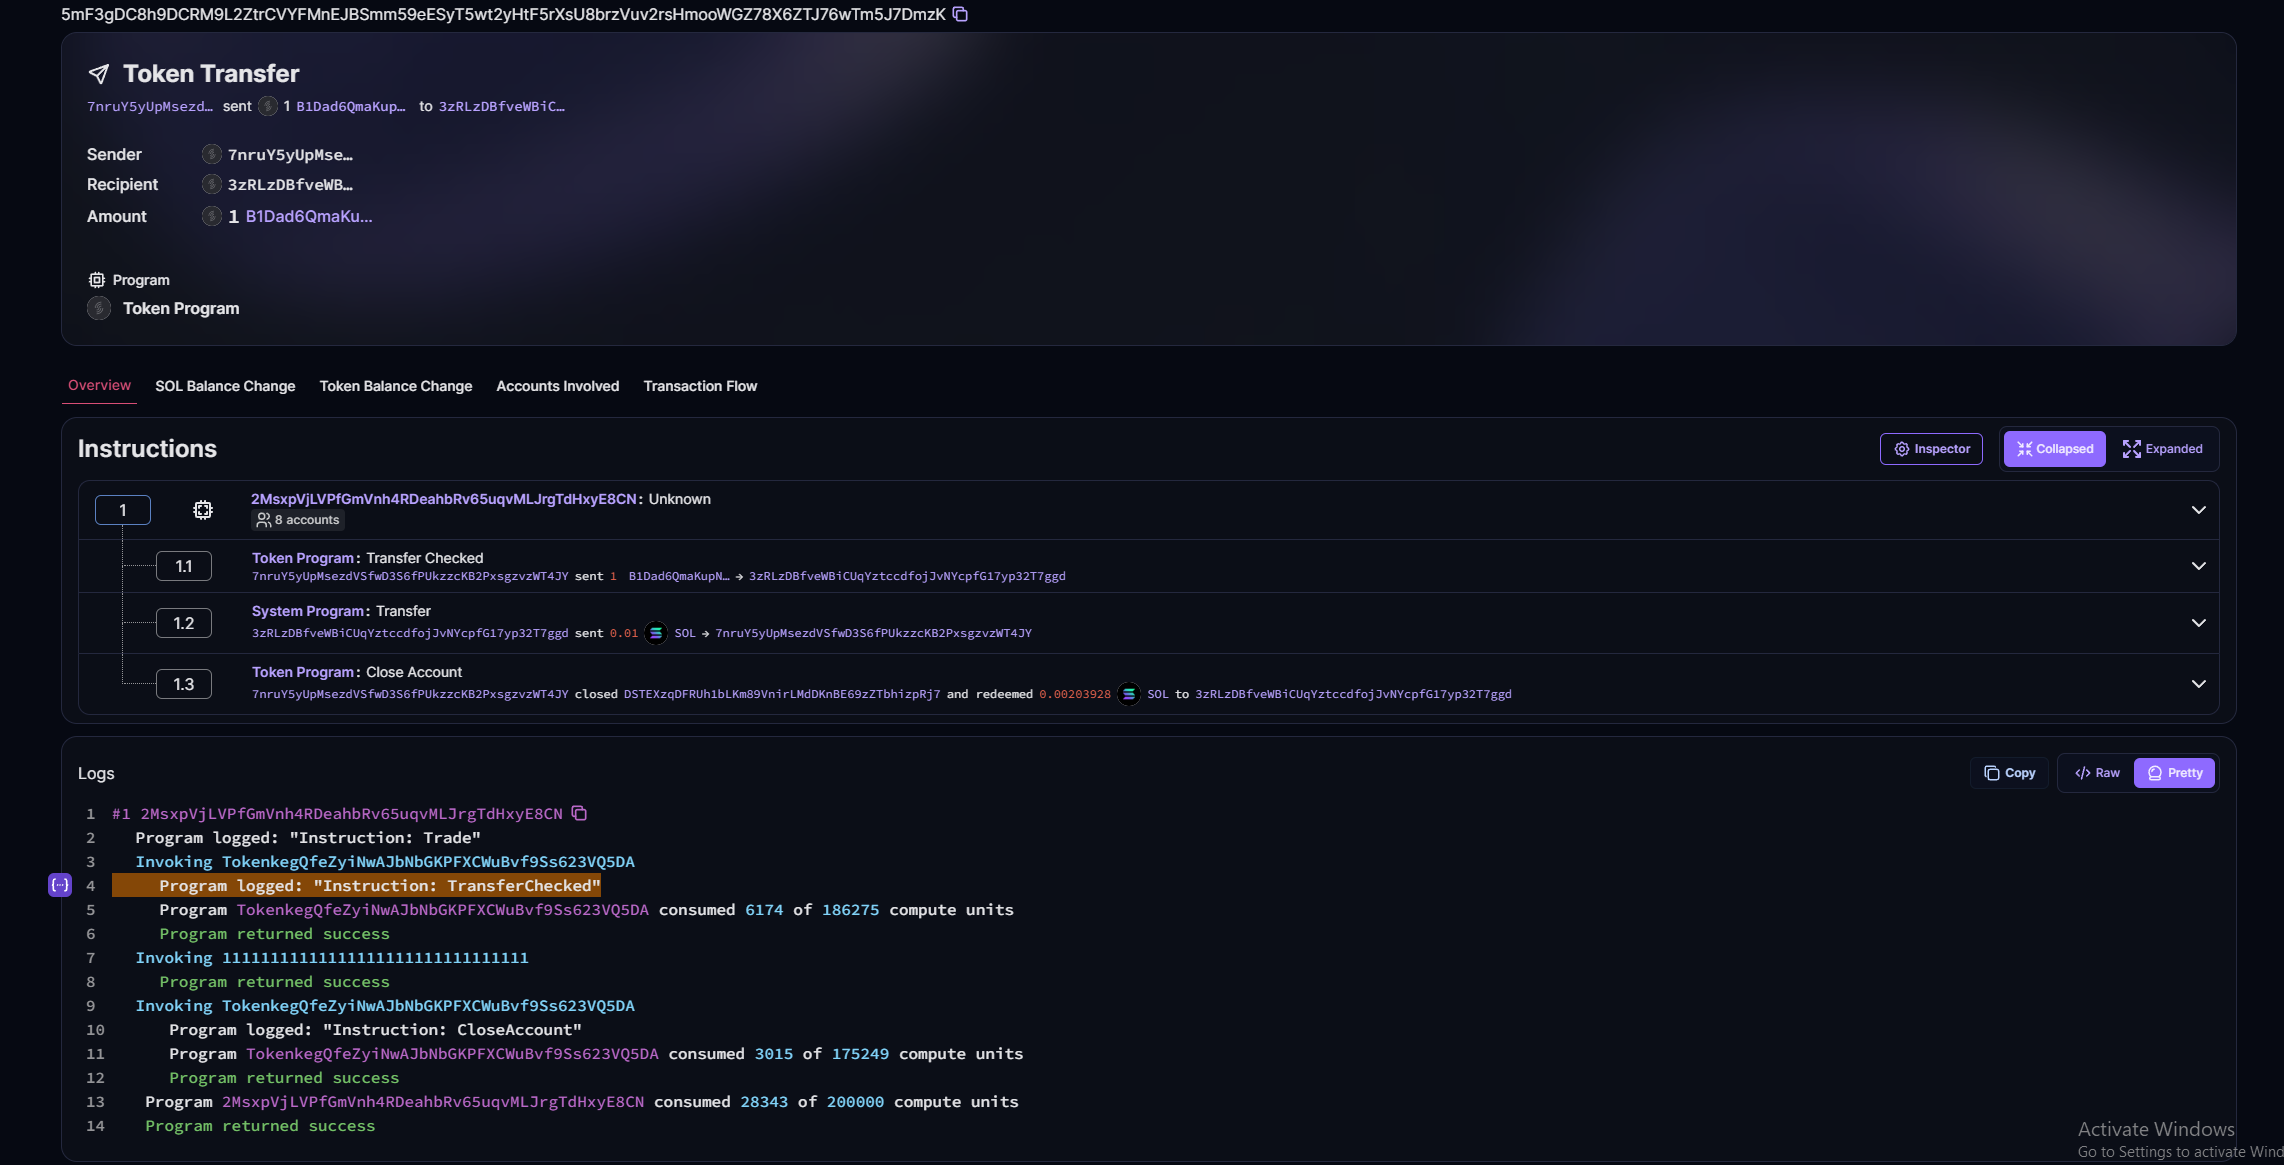 5mF3gDC8h9DCRM9L2ZtrCVYFMnEJBSmm59eESyT5wt2yHtF5rXsU8brzVuv2rsHmooWGZ78X6ZTJ76wTm5J7DmzK
Token Transfer
7nruY5yUpMsezd… sent 1 B1Dad6QmaKup… to 3zRLzDBfveWBiC…
Sender 7nruY5yUpMse…
Recipient 3zRLzDBfveWB…
Amount 1 B1Dad6QmaKu...
Program
Token Program
Overview SOL Balance Change Token Balance Change Accounts Involved Transaction Flow
Instructions Inspector Collapsed Expanded
1 2MsxpVjLVPfGmVnh4RDeahbRv65uqvMLJrgTdHxyE8CN: Unknown
8 accounts
1.1 Token Program: Transfer Checked
7nruY5yUpMsezdVSfwD3S6fPUkzzcKB2PxsgzvzWT4JY sent 1 B1Dad6QmaKupN… → 3zRLzDBfveWBiCUqYztccdfojJvNYcpfG17yp32T7ggd
1.2 System Program: Transfer
3zRLzDBfveWBiCUqYztccdfojJvNYcpfG17yp32T7ggd sent 0.01 SOL → 7nruY5yUpMsezdVSfwD3S6fPUkzzcKB2PxsgzvzWT4JY
1.3 Token Program: Close Account
7nruY5yUpMsezdVSfwD3S6fPUkzzcKB2PxsgzvzWT4JY closed DSTEXzqDFRUh1bLKm89VnirLMdDKnBE69zZTbhizpRj7 and redeemed 0.00203928 SOL to 3zRLzDBfveWBiCUqYztccdfojJvNYcpfG17yp32T7ggd
Logs Copy </> Raw Pretty
1 #1 2MsxpVjLVPfGmVnh4RDeahbRv65uqvMLJrgTdHxyE8CN
2 Program logged: "Instruction: Trade"
3 Invoking TokenkegQfeZyiNwAJbNbGKPFXCWuBvf9Ss623VQ5DA
{··} 4 Program logged: "Instruction: TransferChecked"
5 Program TokenkegQfeZyiNwAJbNbGKPFXCWuBvf9Ss623VQ5DA consumed 6174 of 186275 compute units
6 Program returned success
7 Invoking 11111111111111111111111111111111
8 Program returned success
9 Invoking TokenkegQfeZyiNwAJbNbGKPFXCWuBvf9Ss623VQ5DA
10 Program logged: "Instruction: CloseAccount"
11 Program TokenkegQfeZyiNwAJbNbGKPFXCWuBvf9Ss623VQ5DA consumed 3015 of 175249 compute units
12 Program returned success
13 Program 2MsxpVjLVPfGmVnh4RDeahbRv65uqvMLJrgTdHxyE8CN consumed 28343 of 200000 compute units
14 Program returned success
Activate Windows
Go to Settings to activate Wind